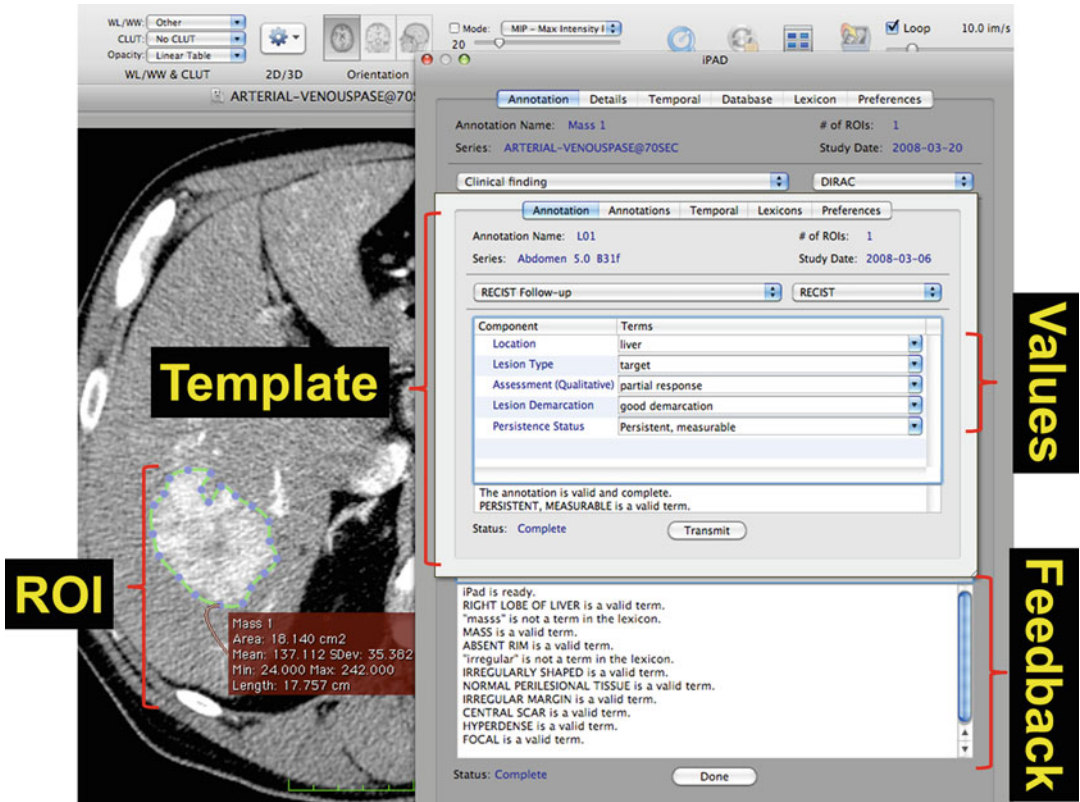 WL/WW: Other
CLUT: No CLUT
Opacity: Linear Table
WL/WW & CLUT
2D/3D
Orientation
Mode: MIP - Max Intensity I
20
Loop
10.0 im/s
ARTERIAL-VENOUSPASE@70
iPAD
Annotation Details Temporal Database Lexicon Preferences
Annotation Name: Mass 1
# of ROIs: 1
Series: ARTERIAL-VENOUSPASE@70SEC
Study Date: 2008-03-20
Clinical finding
DIRAC
Annotation Annotations Temporal Lexicons Preferences
Annotation Name: L01
# of ROIs: 1
Series: Abdomen 5.0 B31f
Study Date: 2008-03-06
RECIST Follow-up
RECIST
Component Terms
Location liver
Lesion Type target
Assessment (Qualitative) partial response
Lesion Demarcation good demarcation
Persistence Status Persistent, measurable
The annotation is valid and complete.
PERSISTENT, MEASURABLE is a valid term.
Status: Complete
Transmit
Template
Values
ROI
Mass 1
Area: 18.140 cm2
Mean: 137.112 SDev: 35.382
Min: 24.000 Max: 242.000
Length: 17.757 cm
iPad is ready.
RIGHT LOBE OF LIVER is a valid term.
"masss" is not a term in the lexicon.
MASS is a valid term.
ABSENT RIM is a valid term.
"irregular" is not a term in the lexicon.
IRREGULARLY SHAPED is a valid term.
NORMAL PERILESIONAL TISSUE is a valid term.
IRREGULAR MARGIN is a valid term.
CENTRAL SCAR is a valid term.
HYPERDENSE is a valid term.
FOCAL is a valid term.
Status: Complete
Done
Feedback